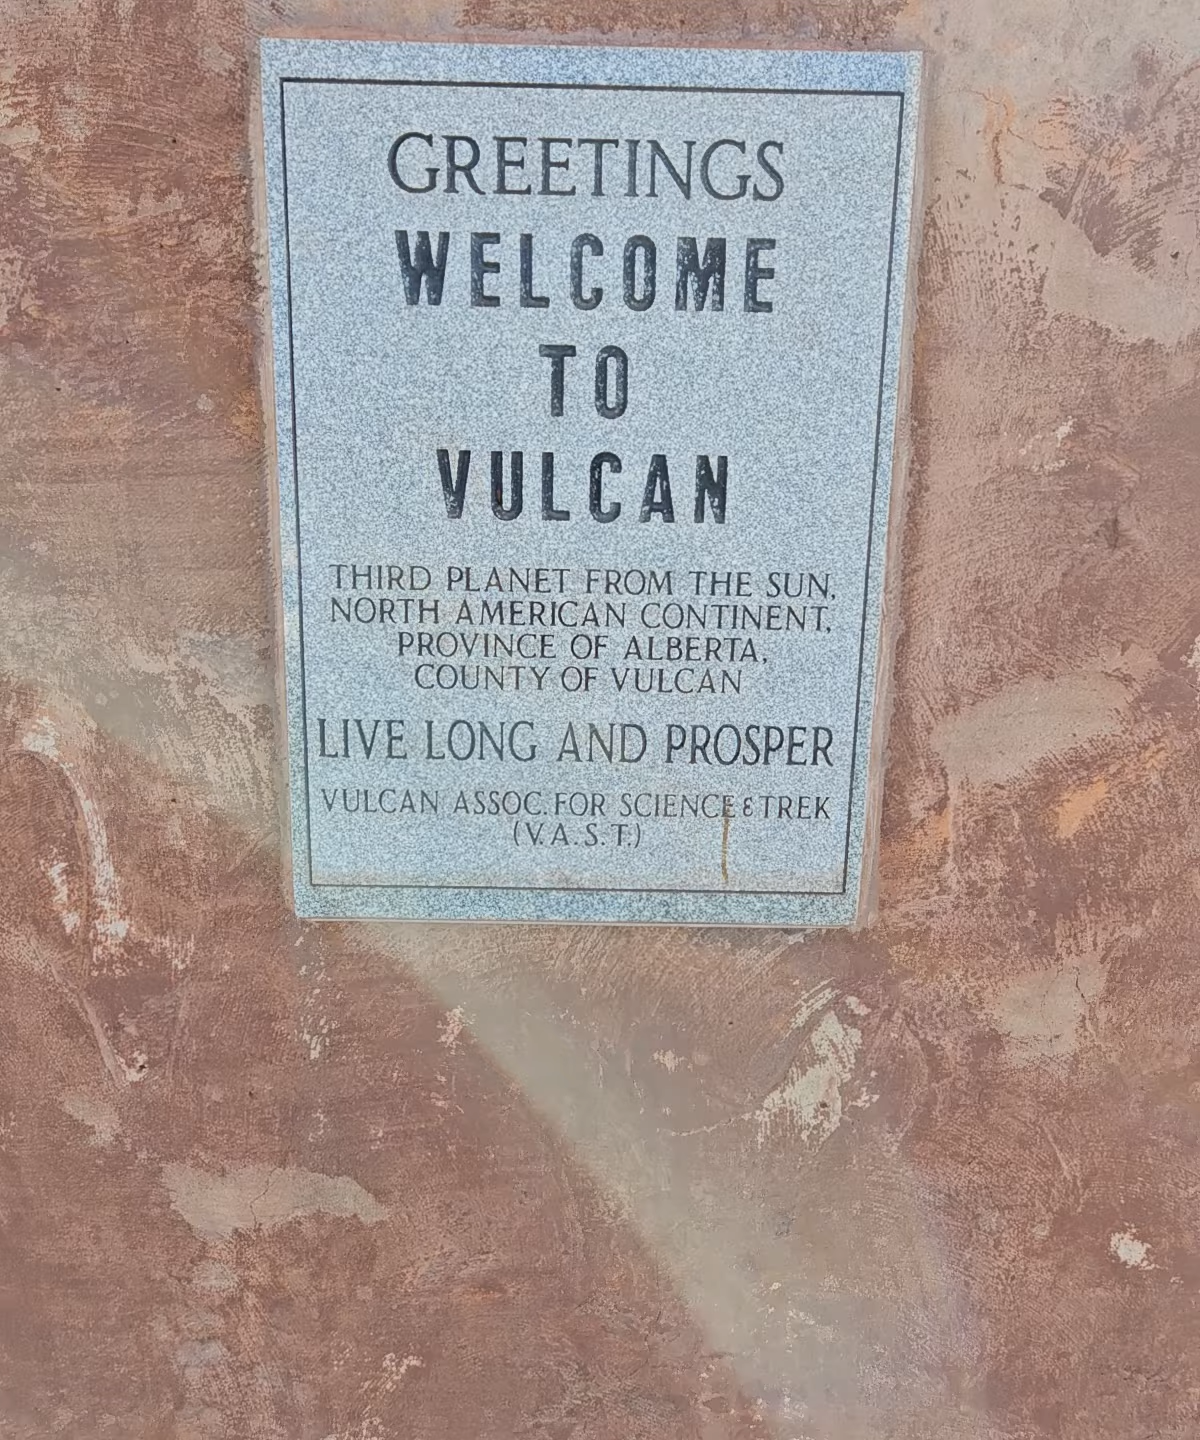 GREETINGS
WELCOME
TO
VULCAN
THIRD PLANET FROM THE SUN,
NORTH AMERICAN CONTINENT,
PROVINCE OF ALBERTA,
COUNTY OF VULCAN
LIVE LONG AND PROSPER
VULCAN ASSOC. FOR SCIENCE & TREK
(V.A.S.T.)